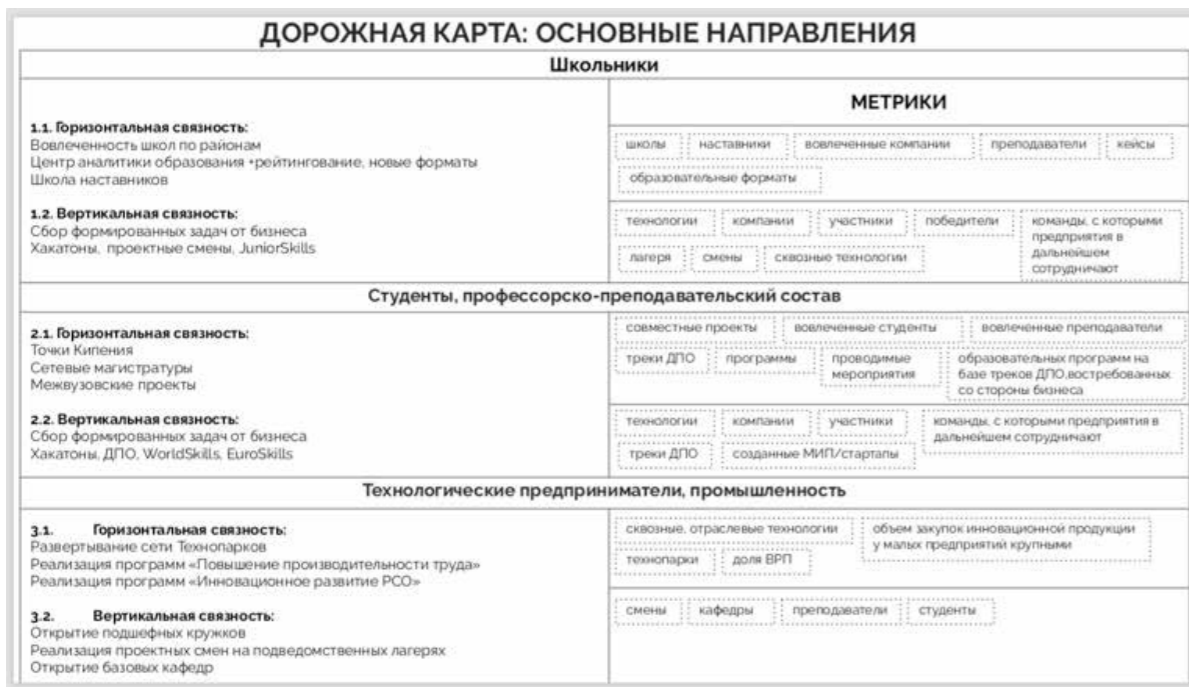 ДОРОЖНАЯ КАРТА: ОСНОВНЫЕ НАПРАВЛЕНИЯ
Школьники
МЕТРИКИ
1.1. Горизонтальная связность:
Вовлеченность школ по районам
Центр аналитики образования +рейтингование, новые форматы
Школа наставников
школы
наставники
вовлеченные компании
преподаватели
кейсы
образовательные форматы
1.2. Вертикальная связность:
Сбор формированных задач от бизнеса
Хакатоны, проектные смены, JuniorSkills
технологии
компании
участники
победители
команды, с которыми
предприятия в
дальнейшем
сотрудничают
лагеря
смены
сквозные технологии
Студенты, профессорско-преподавательский состав
2.1. Горизонтальная связность:
Точки Кипения
Сетевые магистратуры
Межвузовские проекты
совместные проекты
вовлеченные студенты
вовлеченные преподаватели
треки ДПО
программы
проводимые
мероприятия
образовательных программ на
базе треков ДПО,востребованных
со стороны бизнеса
2.2. Вертикальная связность:
Сбор формированных задач от бизнеса
Хакатоны, ДПО, WorldSkills, EuroSkills
технологии
компании
участники
команды, с которыми предприятия в
дальнейшем сотрудничают
треки ДПО
созданные МИП/стартапы
Технологические предприниматели, промышленность
3.1. Горизонтальная связность:
Развертывание сети Технопарков
Реализация программ «Повышение производительности труда»
Реализация программ «Инновационное развитие РСО»
сквозные, отраслевые технологии
объем закупок инновационной продукции
у малых предприятий крупными
технопарки
доля ВРП
3.2. Вертикальная связность:
Открытие подшефных кружков
Реализация проектных смен на подведомственных лагерях
Открытие базовых кафедр
смены
кафедры
преподаватели
студенты